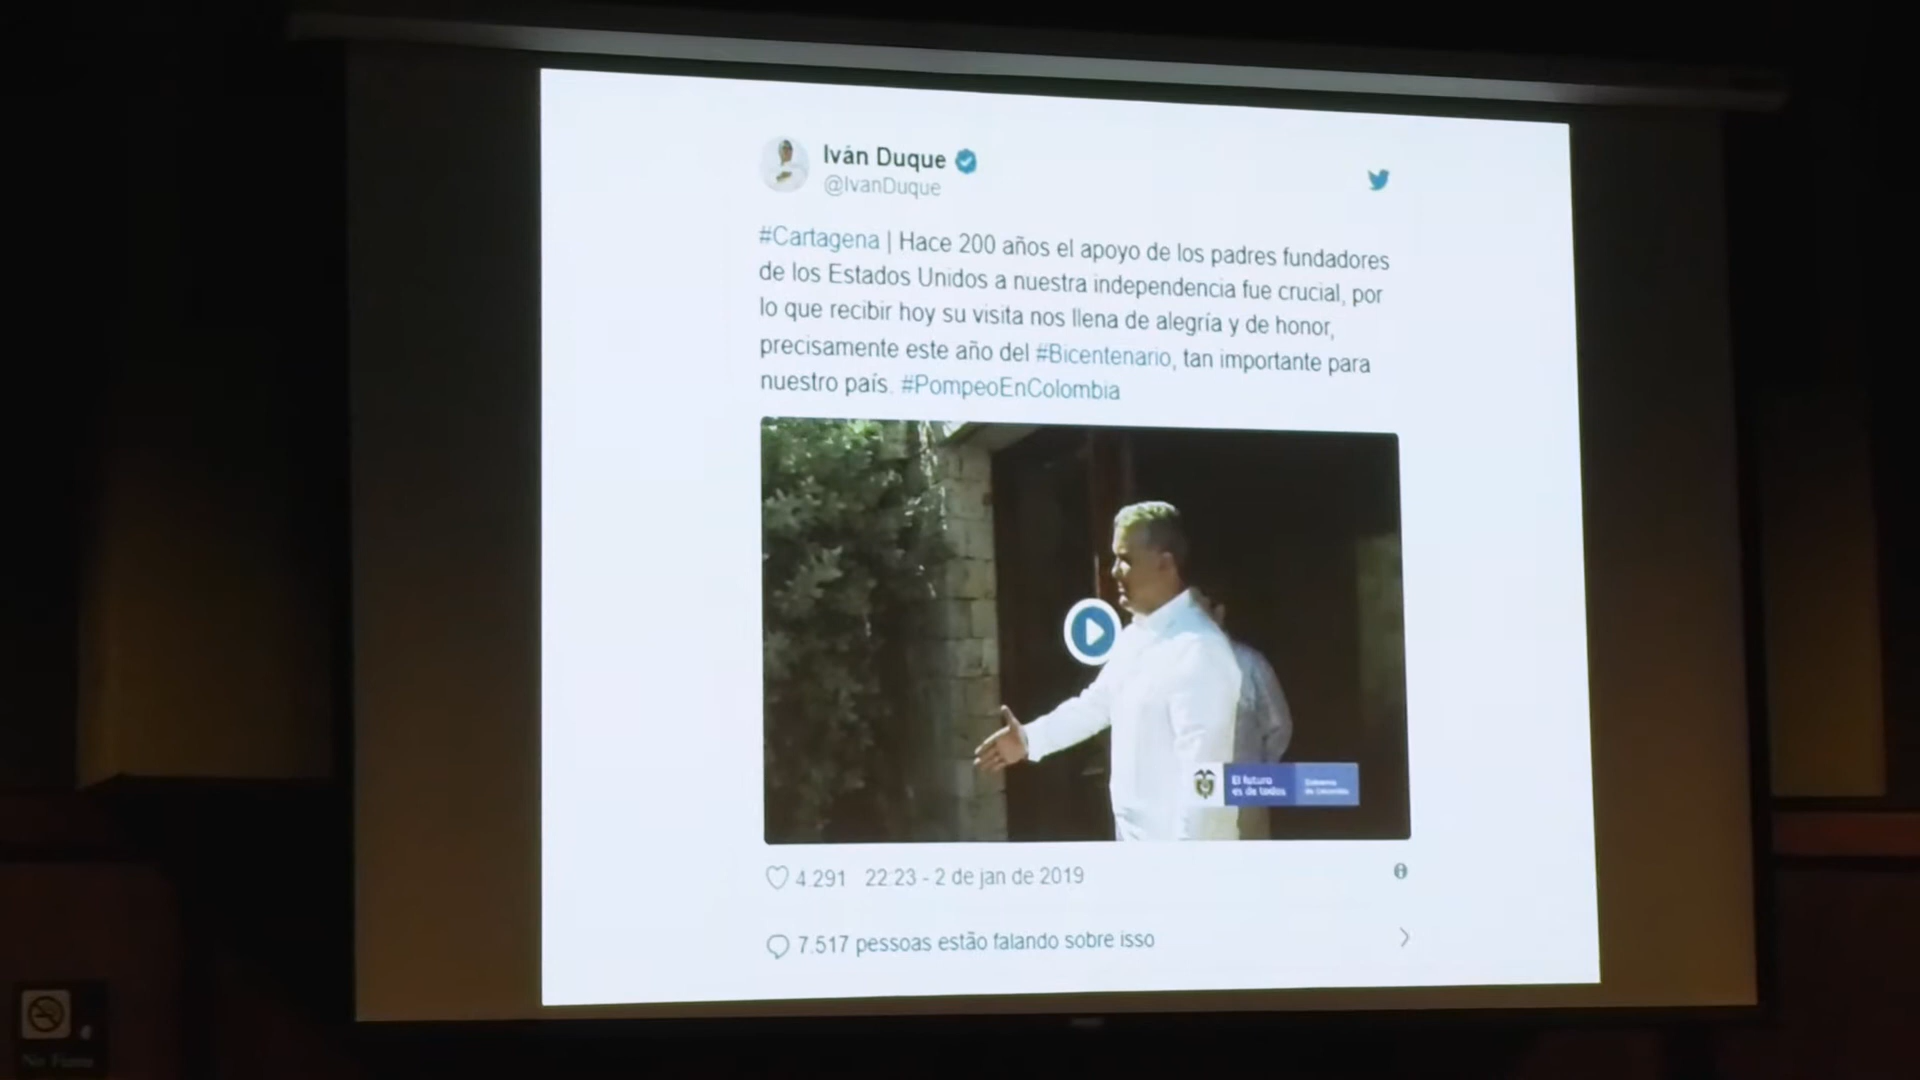 Iván Duque
@IvanDuque
#Cartagena | Hace 200 años el apoyo de los padres fundadores
de los Estados Unidos a nuestra independencia fue crucial, por
lo que recibir hoy su visita nos llena de alegría y de honor,
precisamente este año del #Bicentenario, tan importante para
nuestro país. #PompeoEnColombia
El futuro
es de todos
Gobierno
de Colombia
4.291 22:23 - 2 de jan de 2019
7.517 pessoas estão falando sobre isso